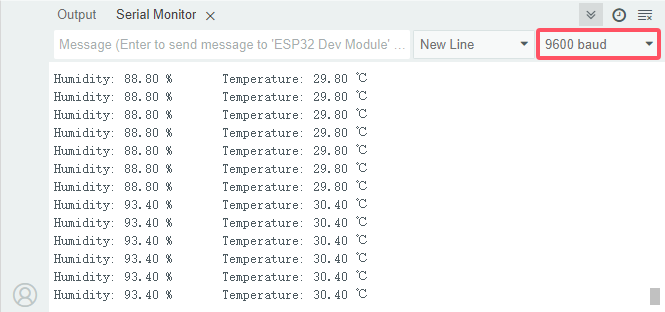 Output Serial Monitor
Message (Enter to send message to 'ESP32 Dev Module' ... New Line 9600 baud
Humidity: 88.80 % Temperature: 29.80 ℃
Humidity: 88.80 % Temperature: 29.80 ℃
Humidity: 88.80 % Temperature: 29.80 ℃
Humidity: 88.80 % Temperature: 29.80 ℃
Humidity: 88.80 % Temperature: 29.80 ℃
Humidity: 88.80 % Temperature: 29.80 ℃
Humidity: 88.80 % Temperature: 29.80 ℃
Humidity: 93.40 % Temperature: 30.40 ℃
Humidity: 93.40 % Temperature: 30.40 ℃
Humidity: 93.40 % Temperature: 30.40 ℃
Humidity: 93.40 % Temperature: 30.40 ℃
Humidity: 93.40 % Temperature: 30.40 ℃
Humidity: 93.40 % Temperature: 30.40 ℃